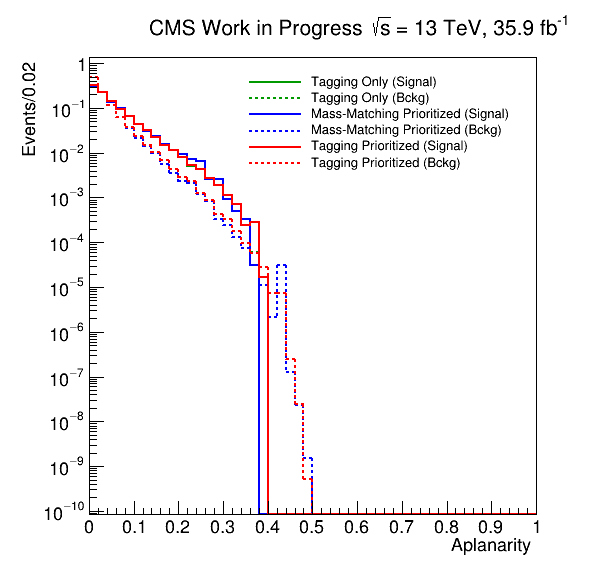 CMS Work in Progress √s = 13 TeV, 35.9 fb⁻¹
Events/0.02
Tagging Only (Signal)
Tagging Only (Bckg)
Mass-Matching Prioritized (Signal)
Mass-Matching Prioritized (Bckg)
Tagging Prioritized (Signal)
Tagging Prioritized (Bckg)
1
10⁻¹
10⁻²
10⁻³
10⁻⁴
10⁻⁵
10⁻⁶
10⁻⁷
10⁻⁸
10⁻⁹
10⁻¹⁰
0 0.1 0.2 0.3 0.4 0.5 0.6 0.7 0.8 0.9 1
Aplanarity